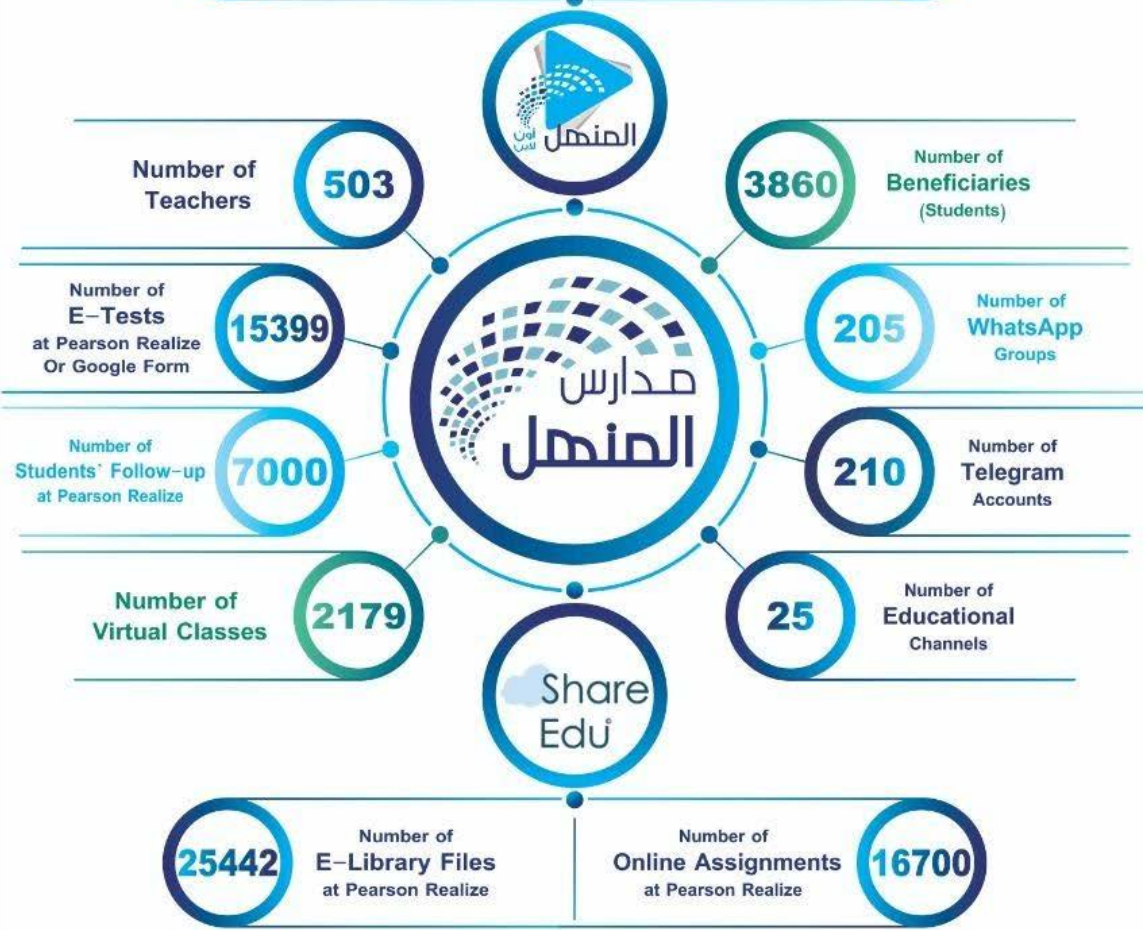 المنهل
أون
لاين
Number of
Teachers
503
3860
Number of
Beneficiaries
(Students)
Number of
E-Tests
at Pearson Realize
Or Google Form
15399
205
Number of
WhatsApp
Groups
مدارس
المنهل
Number of
Students' Follow-up
at Pearson Realize
7000
210
Number of
Telegram
Accounts
Number of
Virtual Classes
2179
25
Number of
Educational
Channels
Share
Edu
25442
Number of
E-Library Files
at Pearson Realize
Number of
Online Assignments
at Pearson Realize
16700